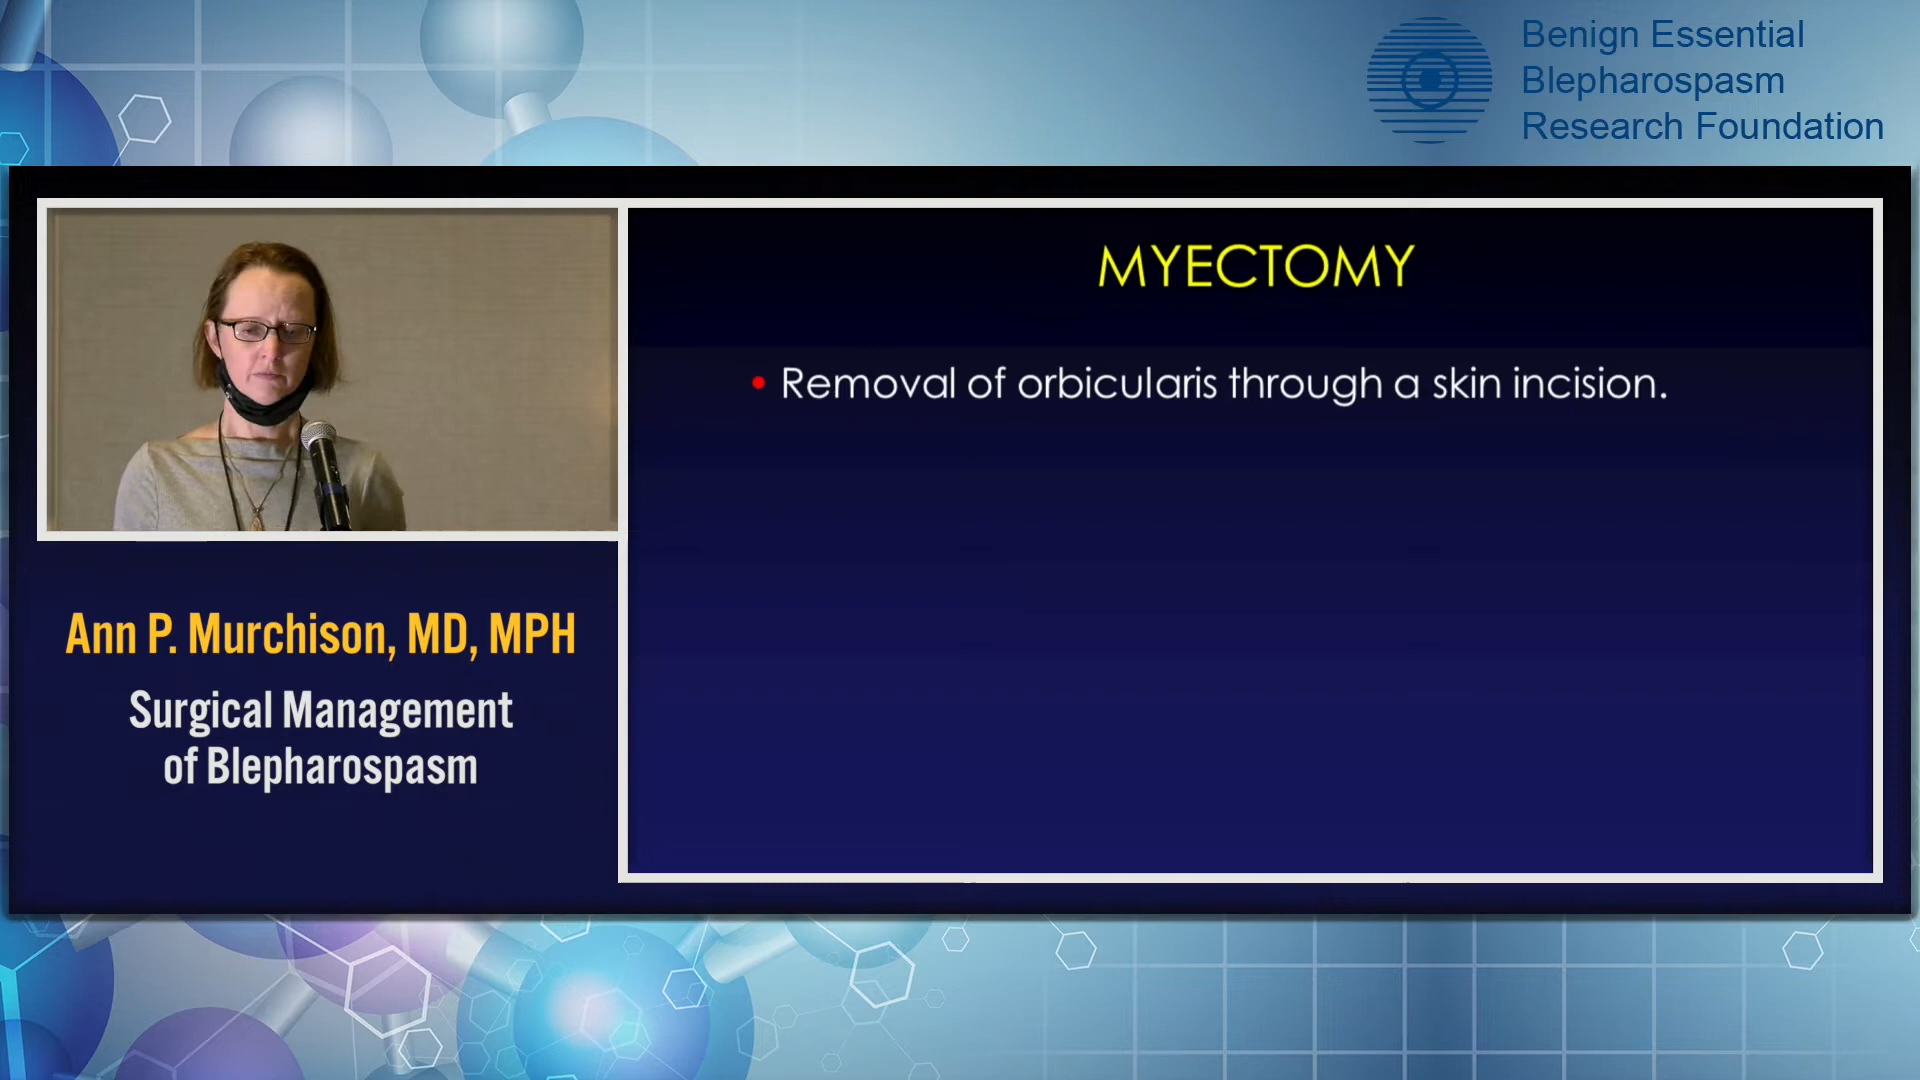 Benign Essential
Blepharospasm
Research Foundation
MYECTOMY
• Removal of orbicularis through a skin incision.
Ann P. Murchison, MD, MPH
Surgical Management
of Blepharospasm